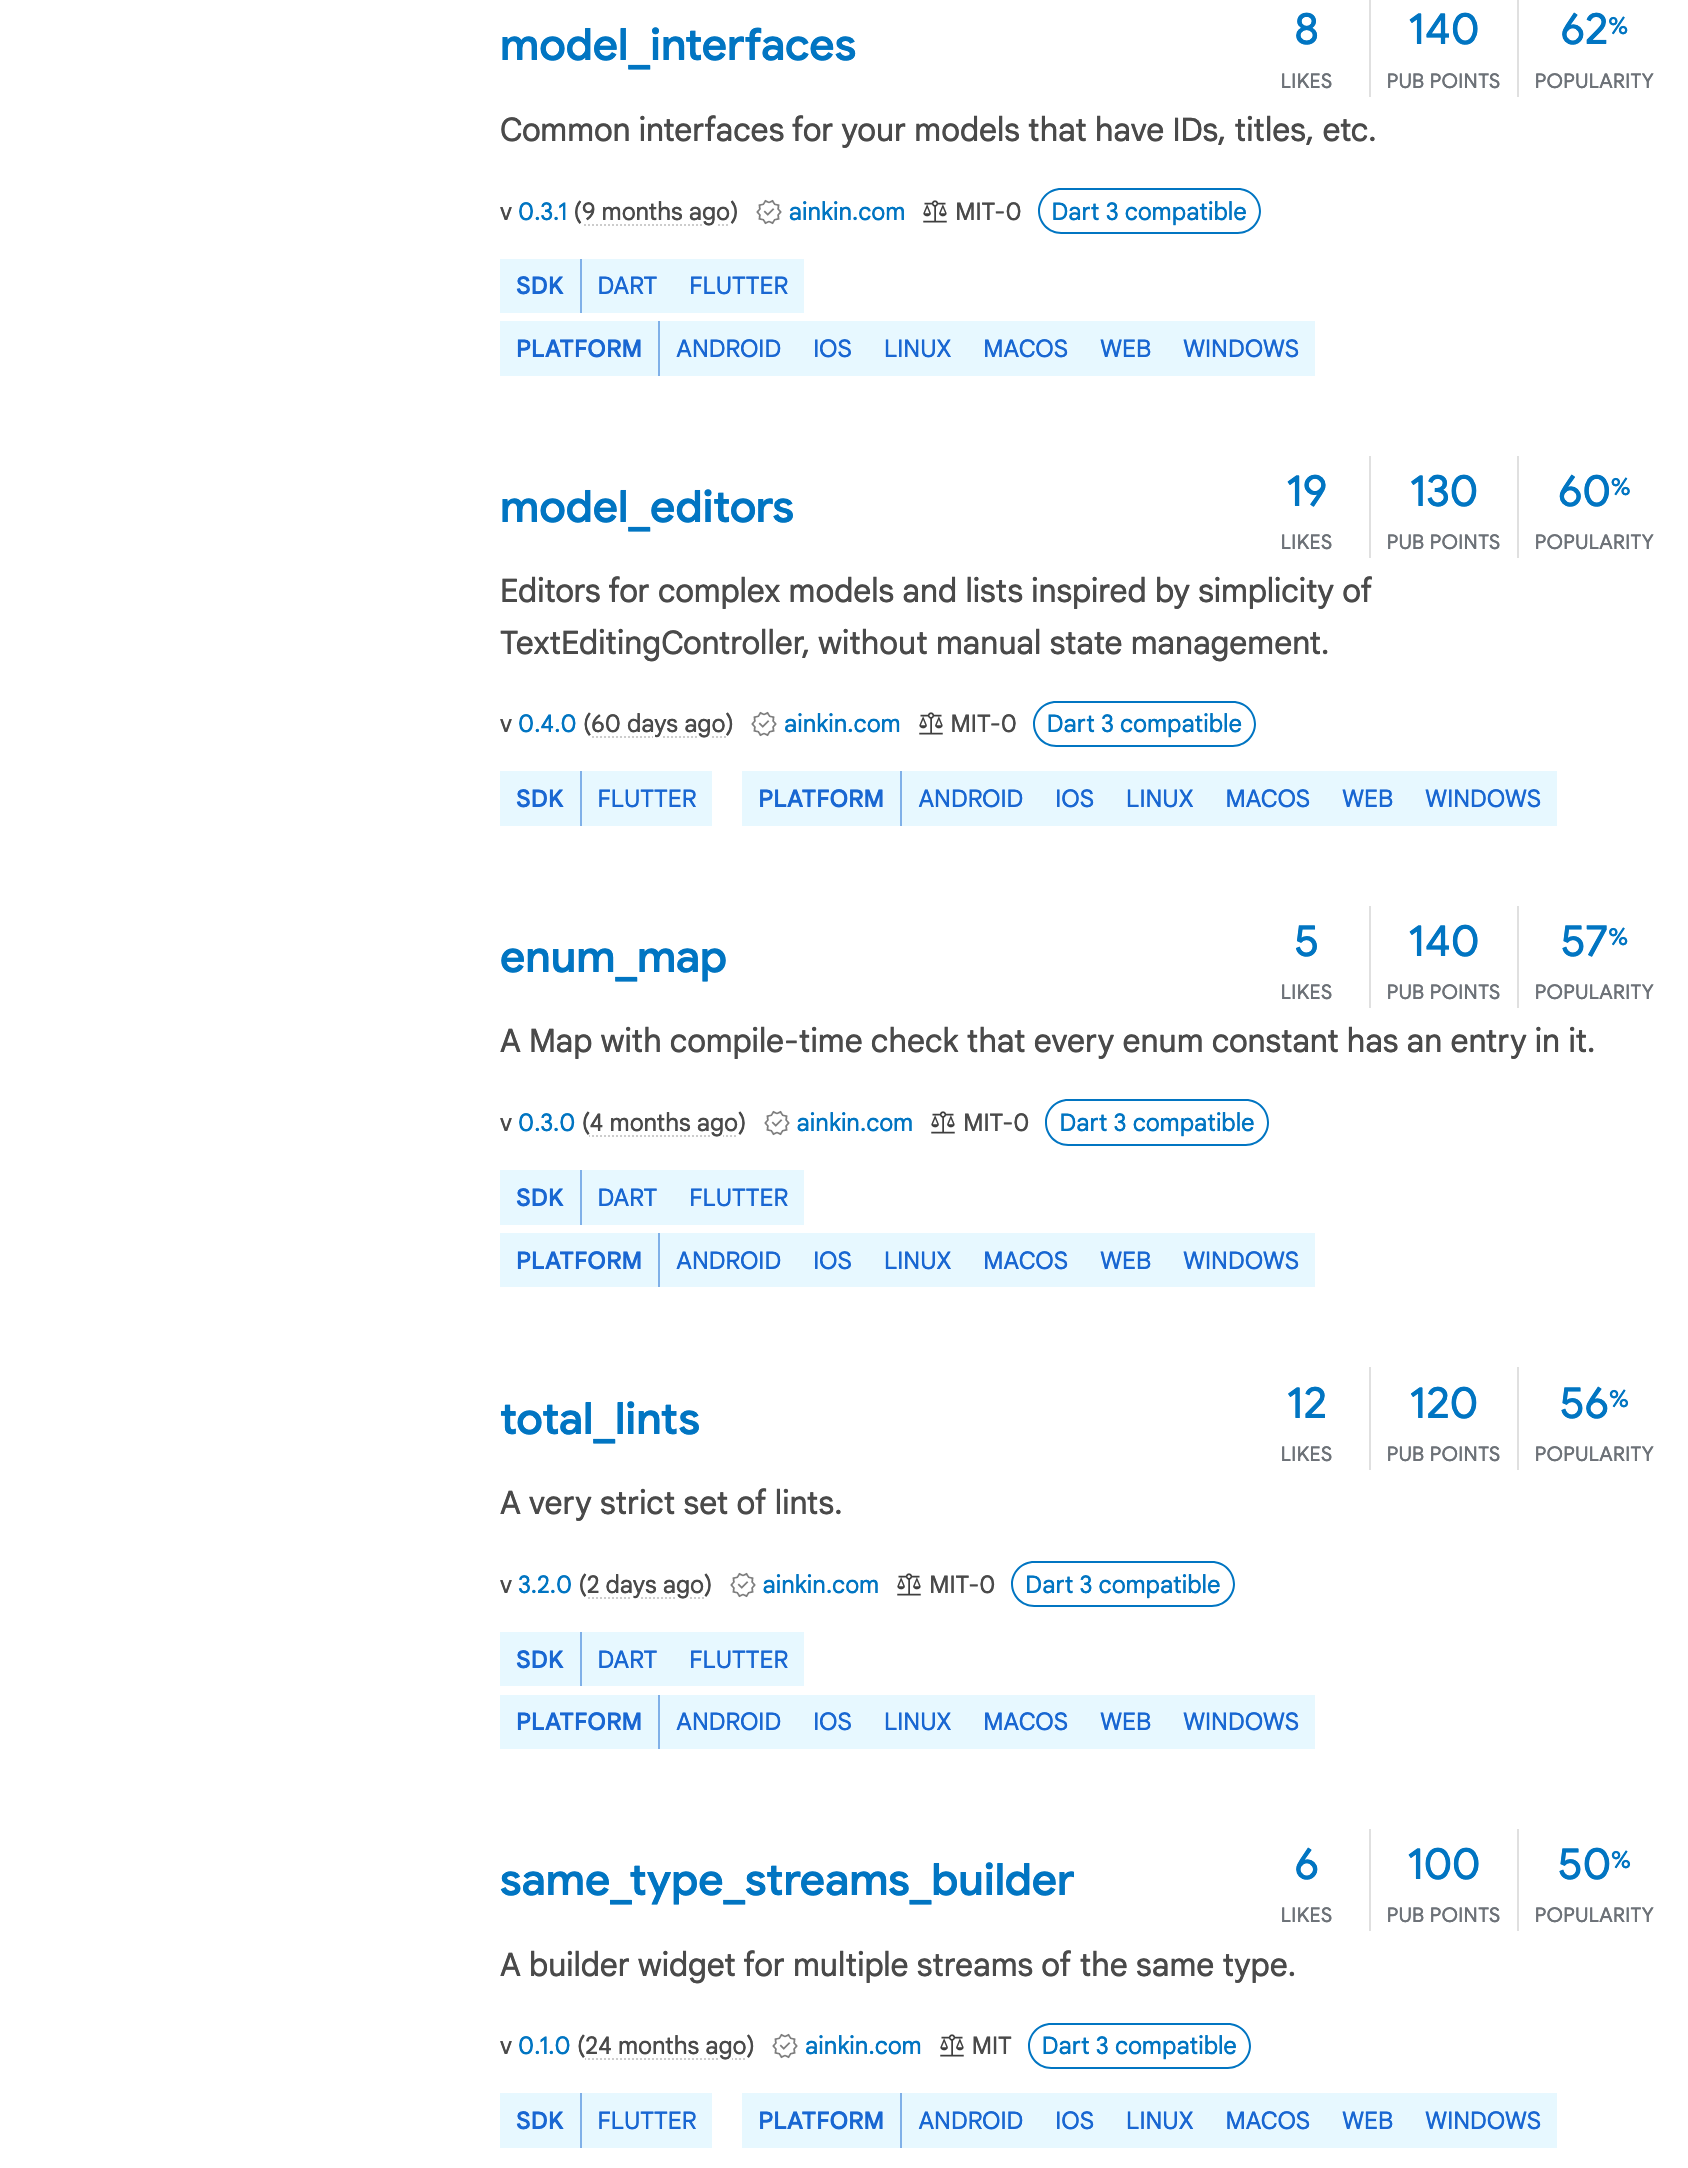 model_interfaces
8 140 62%
LIKES PUB POINTS POPULARITY
Common interfaces for your models that have IDs, titles, etc.
v 0.3.1 (9 months ago) ainkin.com MIT-0 Dart 3 compatible
SDK DART FLUTTER
PLATFORM ANDROID IOS LINUX MACOS WEB WINDOWS
model_editors
19 130 60%
LIKES PUB POINTS POPULARITY
Editors for complex models and lists inspired by simplicity of
TextEditingController, without manual state management.
v 0.4.0 (60 days ago) ainkin.com MIT-0 Dart 3 compatible
SDK FLUTTER PLATFORM ANDROID IOS LINUX MACOS WEB WINDOWS
enum_map
5 140 57%
LIKES PUB POINTS POPULARITY
A Map with compile-time check that every enum constant has an entry in it.
v 0.3.0 (4 months ago) ainkin.com MIT-0 Dart 3 compatible
SDK DART FLUTTER
PLATFORM ANDROID IOS LINUX MACOS WEB WINDOWS
total_lints
12 120 56%
LIKES PUB POINTS POPULARITY
A very strict set of lints.
v 3.2.0 (2 days ago) ainkin.com MIT-0 Dart 3 compatible
SDK DART FLUTTER
PLATFORM ANDROID IOS LINUX MACOS WEB WINDOWS
same_type_streams_builder
6 100 50%
LIKES PUB POINTS POPULARITY
A builder widget for multiple streams of the same type.
v 0.1.0 (24 months ago) ainkin.com MIT Dart 3 compatible
SDK FLUTTER PLATFORM ANDROID IOS LINUX MACOS WEB WINDOWS